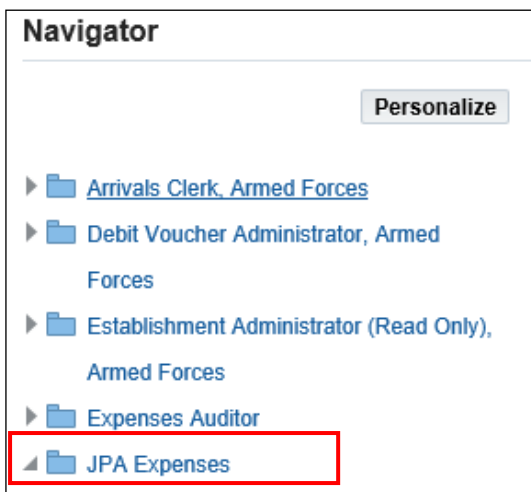 Navigator
Personalize
Arrivals Clerk, Armed Forces
Debit Voucher Administrator, Armed
Forces
Establishment Administrator (Read Only),
Armed Forces
Expenses Auditor
JPA Expenses